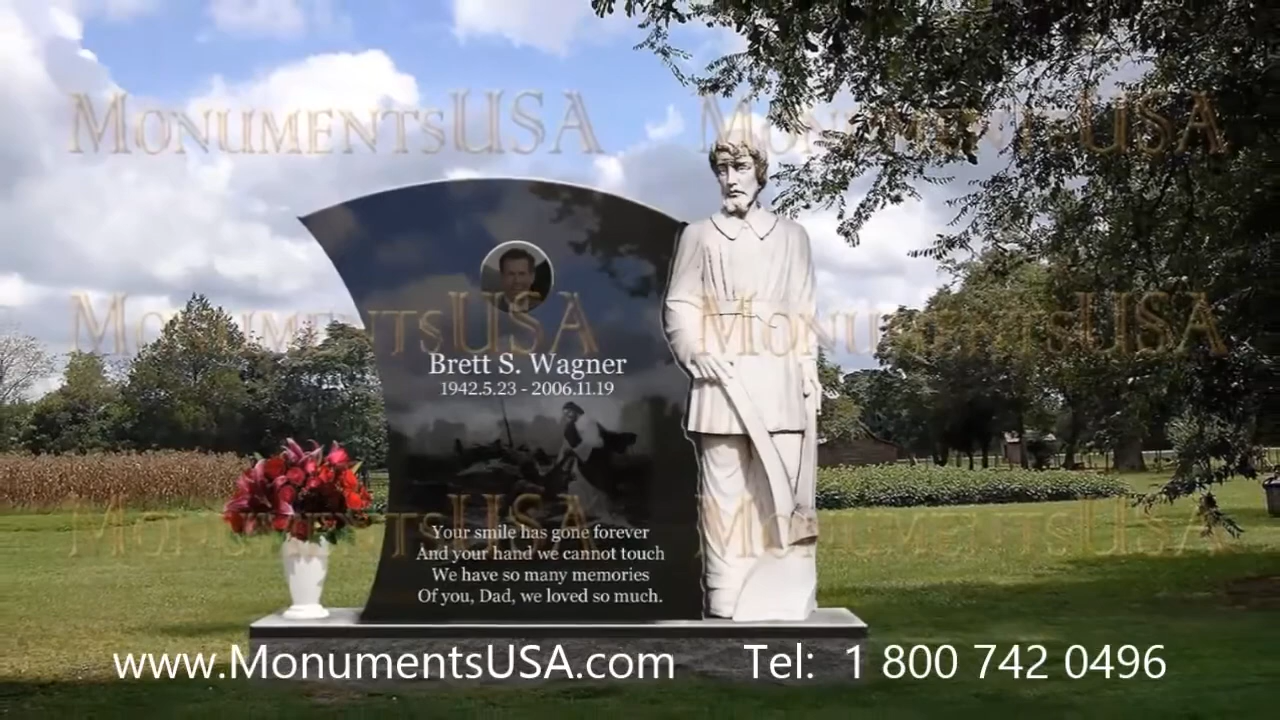 MonumentsUSA MonumentsUSA
MonumentsUSA MonumentsUSA
Brett S. Wagner
1942.5.23 - 2006.11.19
MonumentsUSA MonumentsUSA
Your smile has gone forever
And your hand we cannot touch
We have so many memories
Of you, Dad, we loved so much.
www.MonumentsUSA.com Tel: 1 800 742 0496